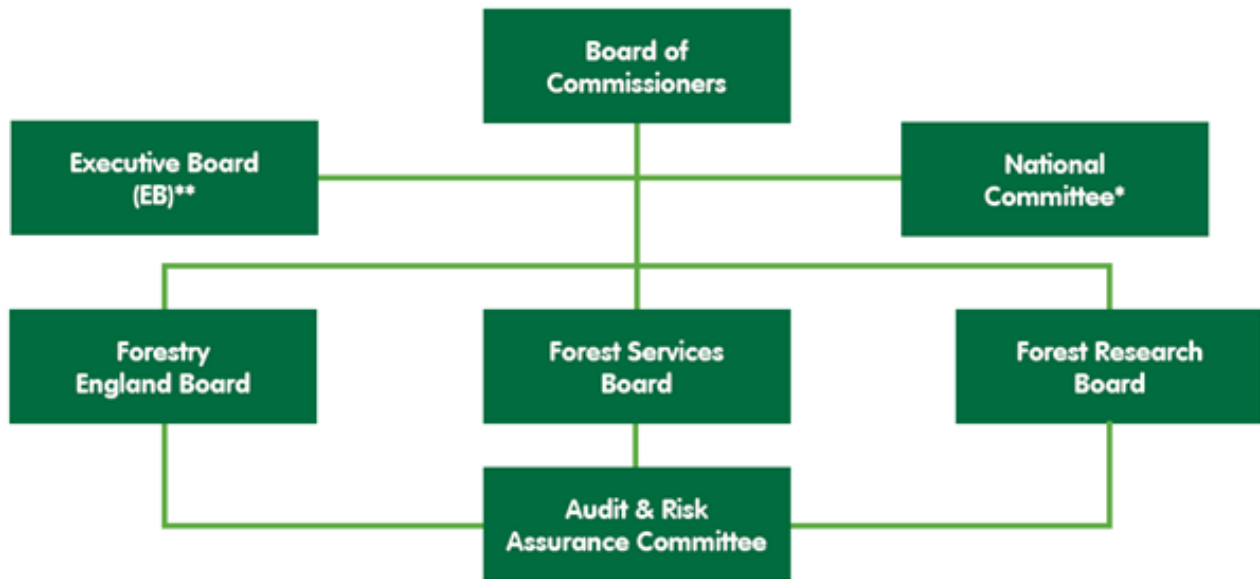 Board of
Commissioners
Executive Board
(EB)**
National
Committee*
Forestry
England Board
Forest Services
Board
Forest Research
Board
Audit & Risk
Assurance Committee